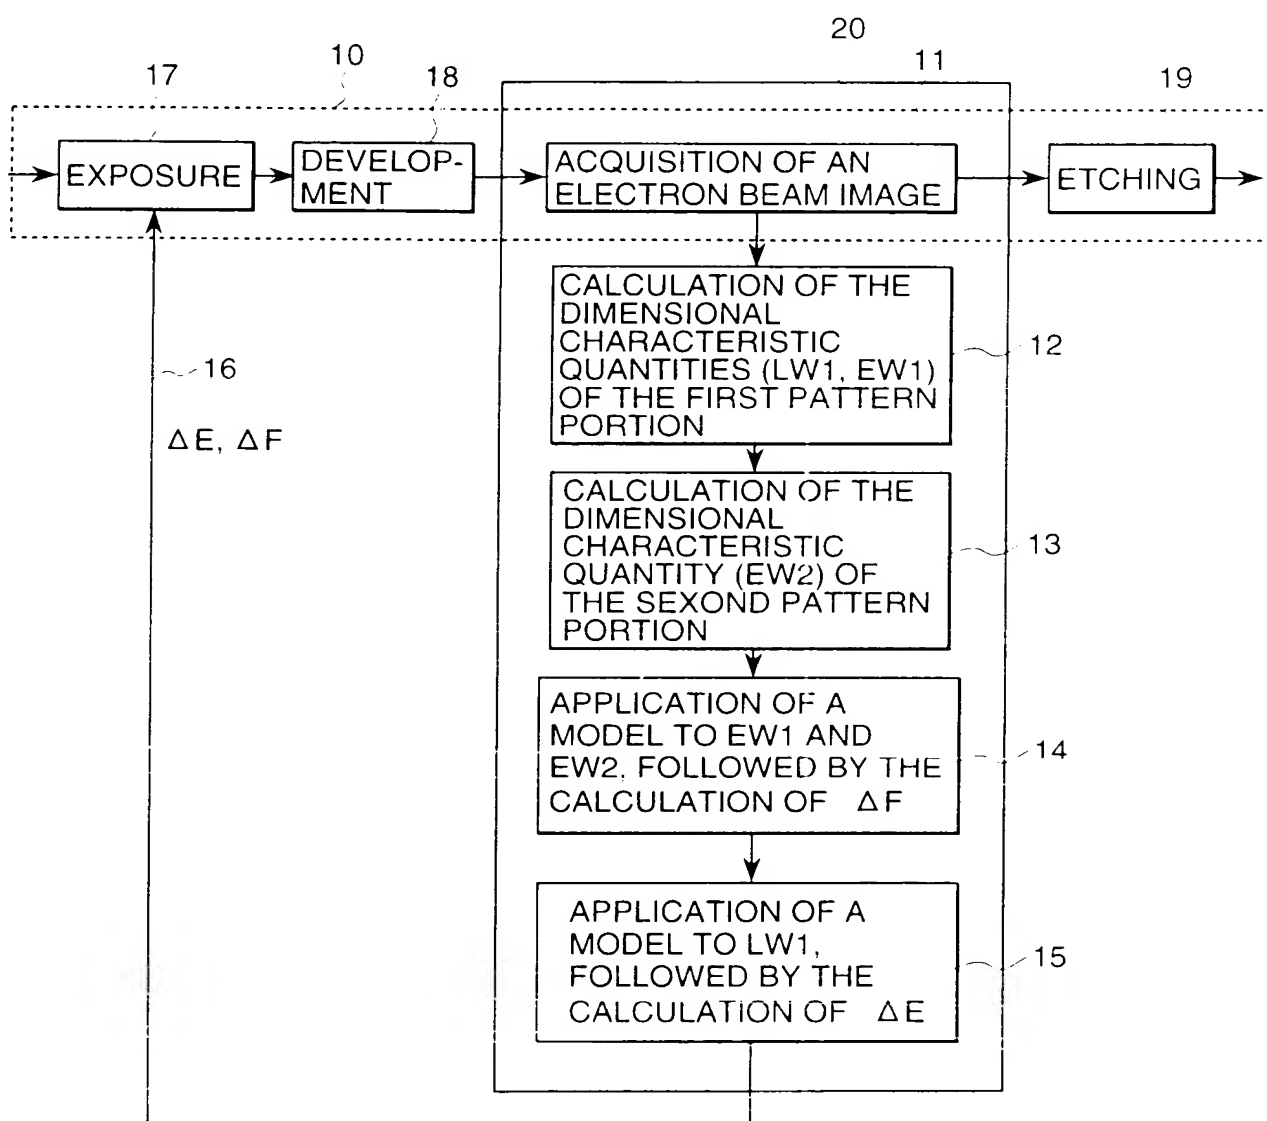 20
10
11
17
18
19
EXPOSURE
DEVELOP-
MENT
ACQUISITION OF AN
ELECTRON BEAM IMAGE
ETCHING
CALCULATION OF THE
DIMENSIONAL
CHARACTERISTIC
QUANTITIES (LW1, EW1)
OF THE FIRST PATTERN
PORTION
12
16
ΔE, ΔF
CALCULATION OF THE
DIMENSIONAL
CHARACTERISTIC
QUANTITY (EW2) OF
THE SEXOND PATTERN
PORTION
13
APPLICATION OF A
MODEL TO EW1 AND
EW2, FOLLOWED BY THE
CALCULATION OF ΔF
14
APPLICATION OF A
MODEL TO LW1,
FOLLOWED BY THE
CALCULATION OF ΔE
15